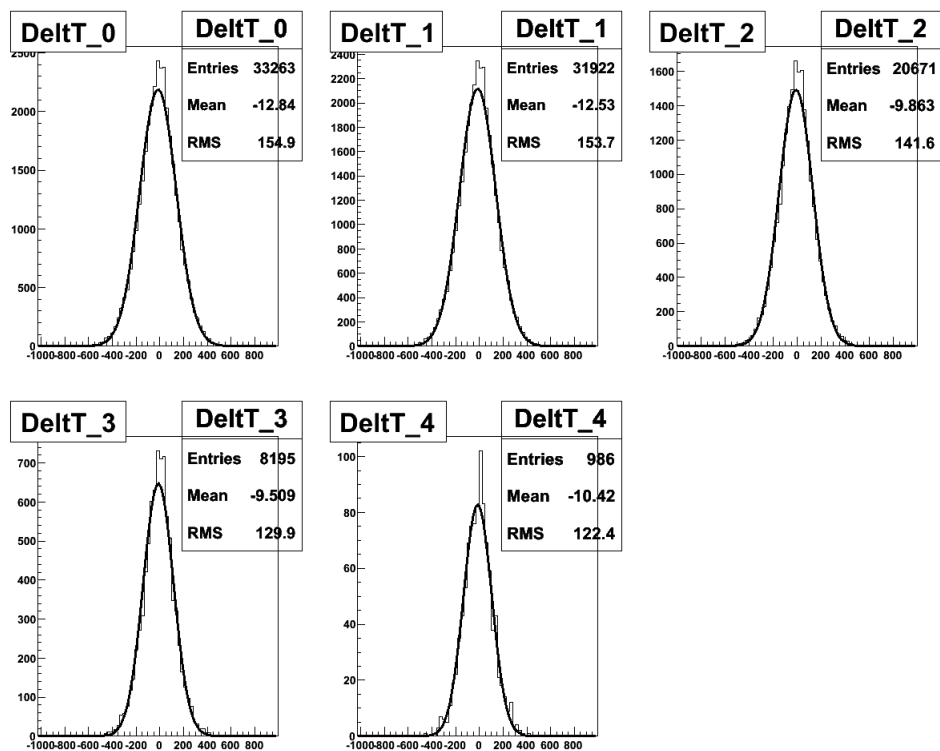 DeltT_0
DeltT_0
Entries 33263
Mean -12.84
RMS 154.9
2500
2000
1500
1000
500
0
-1000-800-600-400-200 0 200 400 600 800
DeltT_1
DeltT_1
Entries 31922
Mean -12.53
RMS 153.7
2400
2200
2000
1800
1600
1400
1200
1000
800
600
400
200
0
-1000-800-600-400-200 0 200 400 600 800
DeltT_2
DeltT_2
Entries 20671
Mean -9.863
RMS 141.6
1600
1400
1200
1000
800
600
400
200
0
-1000-800-600-400-200 0 200 400 600 800
DeltT_3
DeltT_3
Entries 8195
Mean -9.509
RMS 129.9
700
600
500
400
300
200
100
0
-1000-800-600-400-200 0 200 400 600 800
DeltT_4
DeltT_4
Entries 986
Mean -10.42
RMS 122.4
100
80
60
40
20
0
-1000-800-600-400-200 0 200 400 600 800